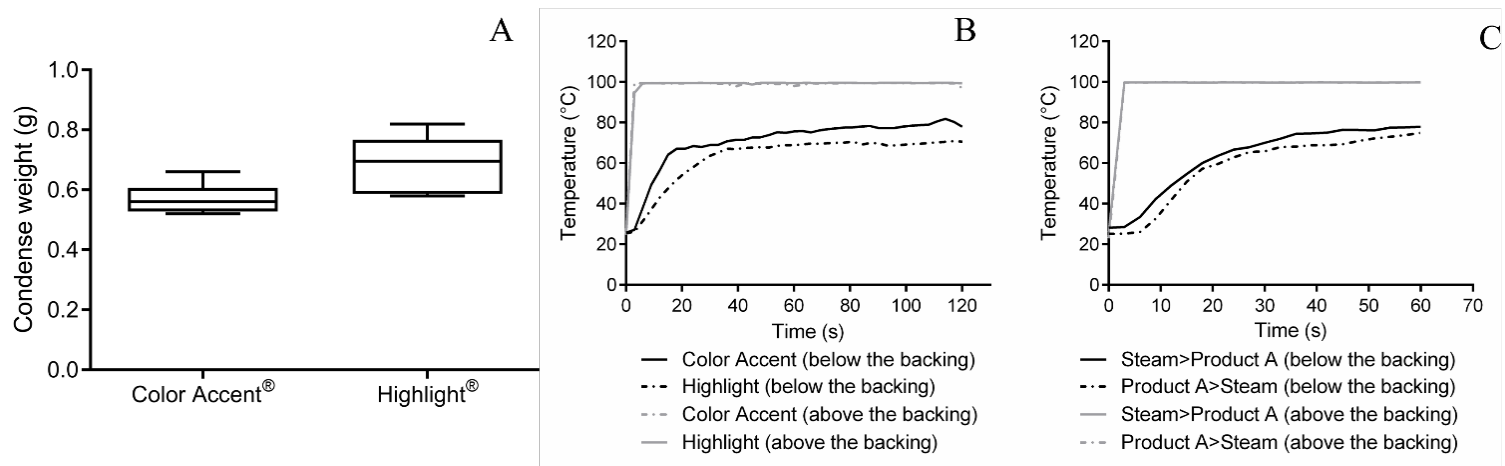 A
Condense weight (g)
1.0
0.8
0.6
0.4
0.2
0.0
Color Accent®
Highlight®
B
Temperature (°C)
120
100
80
60
40
20
0
0 20 40 60 80 100 120
Time (s)
Color Accent (below the backing)
Highlight (below the backing)
Color Accent (above the backing)
Highlight (above the backing)
C
Temperature (°C)
120
100
80
60
40
20
0
0 10 20 30 40 50 60 70
Time (s)
Steam>Product A (below the backing)
Product A>Steam (below the backing)
Steam>Product A (above the backing)
Product A>Steam (above the backing)